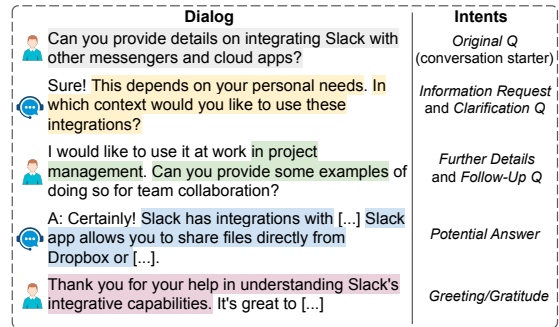 Dialog Intents
Can you provide details on integrating Slack with
other messengers and cloud apps?
Original Q
(conversation starter)
Sure! This depends on your personal needs. In
which context would you like to use these
integrations?
Information Request
and Clarification Q
I would like to use it at work in project
management. Can you provide some examples of
doing so for team collaboration?
Further Details
and Follow-Up Q
A: Certainly! Slack has integrations with [...] Slack
app allows you to share files directly from
Dropbox or [...].
Potential Answer
Thank you for your help in understanding Slack's
integrative capabilities. It's great to [...]
Greeting/Gratitude